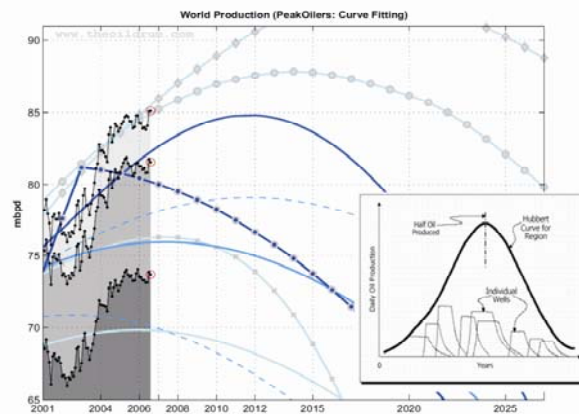 World Production (PeakOilers: Curve Fitting)
www.theoildrum.com
90
85
80
75
70
65
mbpd
2001
2004
2006
2008
2010
2012
2015
2020
2025
Half Oil
Produced
Hubbert
Curve for
Region
Individual
Wells
Daily Oil Production
0
Years
0